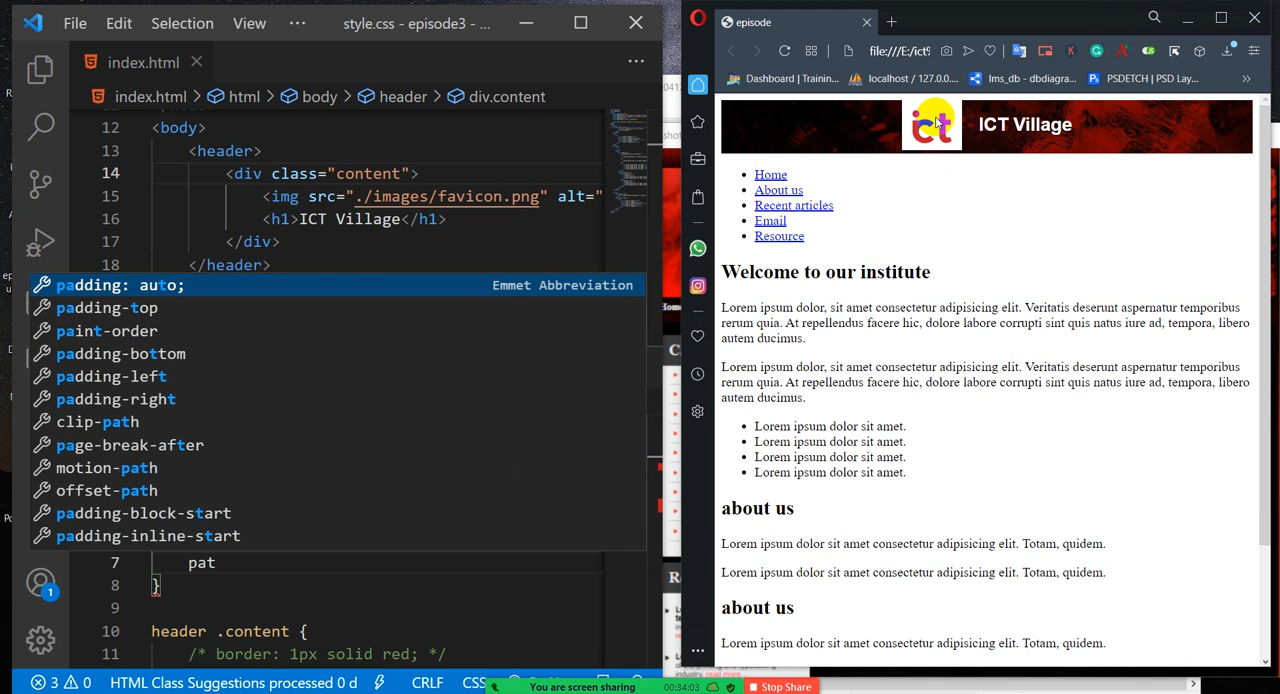 File Edit Selection View ··· style.css - episode3 - ...
index.html
index.html > html > body > header > div.content
12 <body>
13 <header>
14 <div class="content">
15 <img src="./images/favicon.png" alt="
16 <h1>ICT Village</h1>
17 </div>
18 </header>
padding: auto; Emmet Abbreviation
padding-top
paint-order
padding-bottom
padding-left
padding-right
clip-path
page-break-after
motion-path
offset-path
padding-block-start
padding-inline-start
7 pat
8 }
9
10 header .content {
11 /* border: 1px solid red; */
1
3 0 HTML Class Suggestions processed 0 d CRLF CSS
You are screen sharing 00:34:03 Stop Share
episode
file:///E:/ict
Dashboard | Trainin... localhost / 127.0.0.... lms_db - dbdiagra... PSDETCH | PSD Lay...
ict ICT Village
Home
About us
Recent articles
Email
Resource
Welcome to our institute
Lorem ipsum dolor, sit amet consectetur adipisicing elit. Veritatis deserunt aspernatur temporibus
rerum quia. At repellendus facere hic, dolore labore corrupti sint quis natus iure ad, tempora, libero
autem ducimus.
Lorem ipsum dolor, sit amet consectetur adipisicing elit. Veritatis deserunt aspernatur temporibus
rerum quia. At repellendus facere hic, dolore labore corrupti sint quis natus iure ad, tempora, libero
autem ducimus.
Lorem ipsum dolor sit amet.
Lorem ipsum dolor sit amet.
Lorem ipsum dolor sit amet.
Lorem ipsum dolor sit amet.
about us
Lorem ipsum dolor sit amet consectetur adipisicing elit. Totam, quidem.
Lorem ipsum dolor sit amet consectetur adipisicing elit. Totam, quidem.
about us
Lorem ipsum dolor sit amet consectetur adipisicing elit. Totam, quidem.